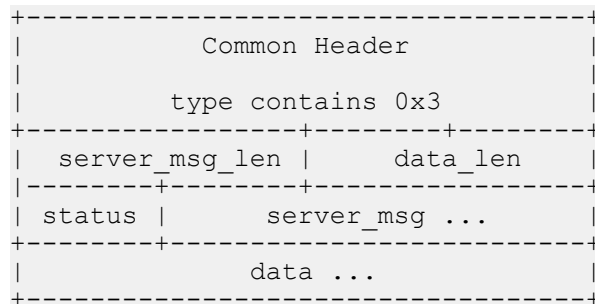 +--------------------------------+
| Common Header |
| |
| type contains 0x3 |
+----------------+--------+--------+
| server_msg_len | data_len |
|--------+--------+----------------+
| status | server_msg ... |
+--------+-------------------------+
| data ... |
+--------------------------------+